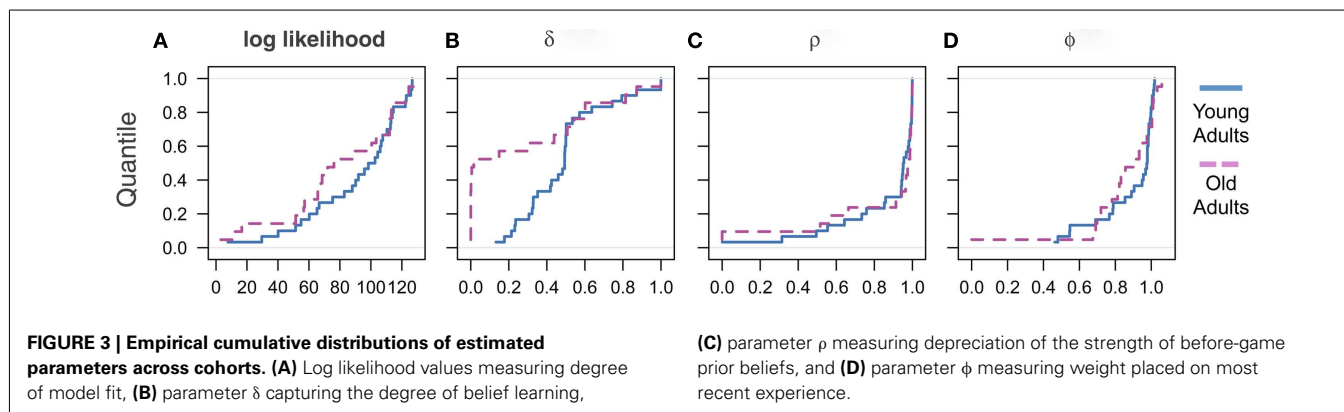 A log likelihood B δ C ρ D ϕ
1.0
0.8
0.6
0.4
0.2
0.0
Quantile
0 20 40 60 80 100 120
0.0 0.2 0.4 0.6 0.8 1.0
0.0 0.2 0.4 0.6 0.8 1.0
0.0 0.2 0.4 0.6 0.8 1.0
Young
Adults
Old
Adults
FIGURE 3 | Empirical cumulative distributions of estimated
parameters across cohorts. (A) Log likelihood values measuring degree
of model fit, (B) parameter δ capturing the degree of belief learning,
(C) parameter ρ measuring depreciation of the strength of before-game
prior beliefs, and (D) parameter ϕ measuring weight placed on most
recent experience.